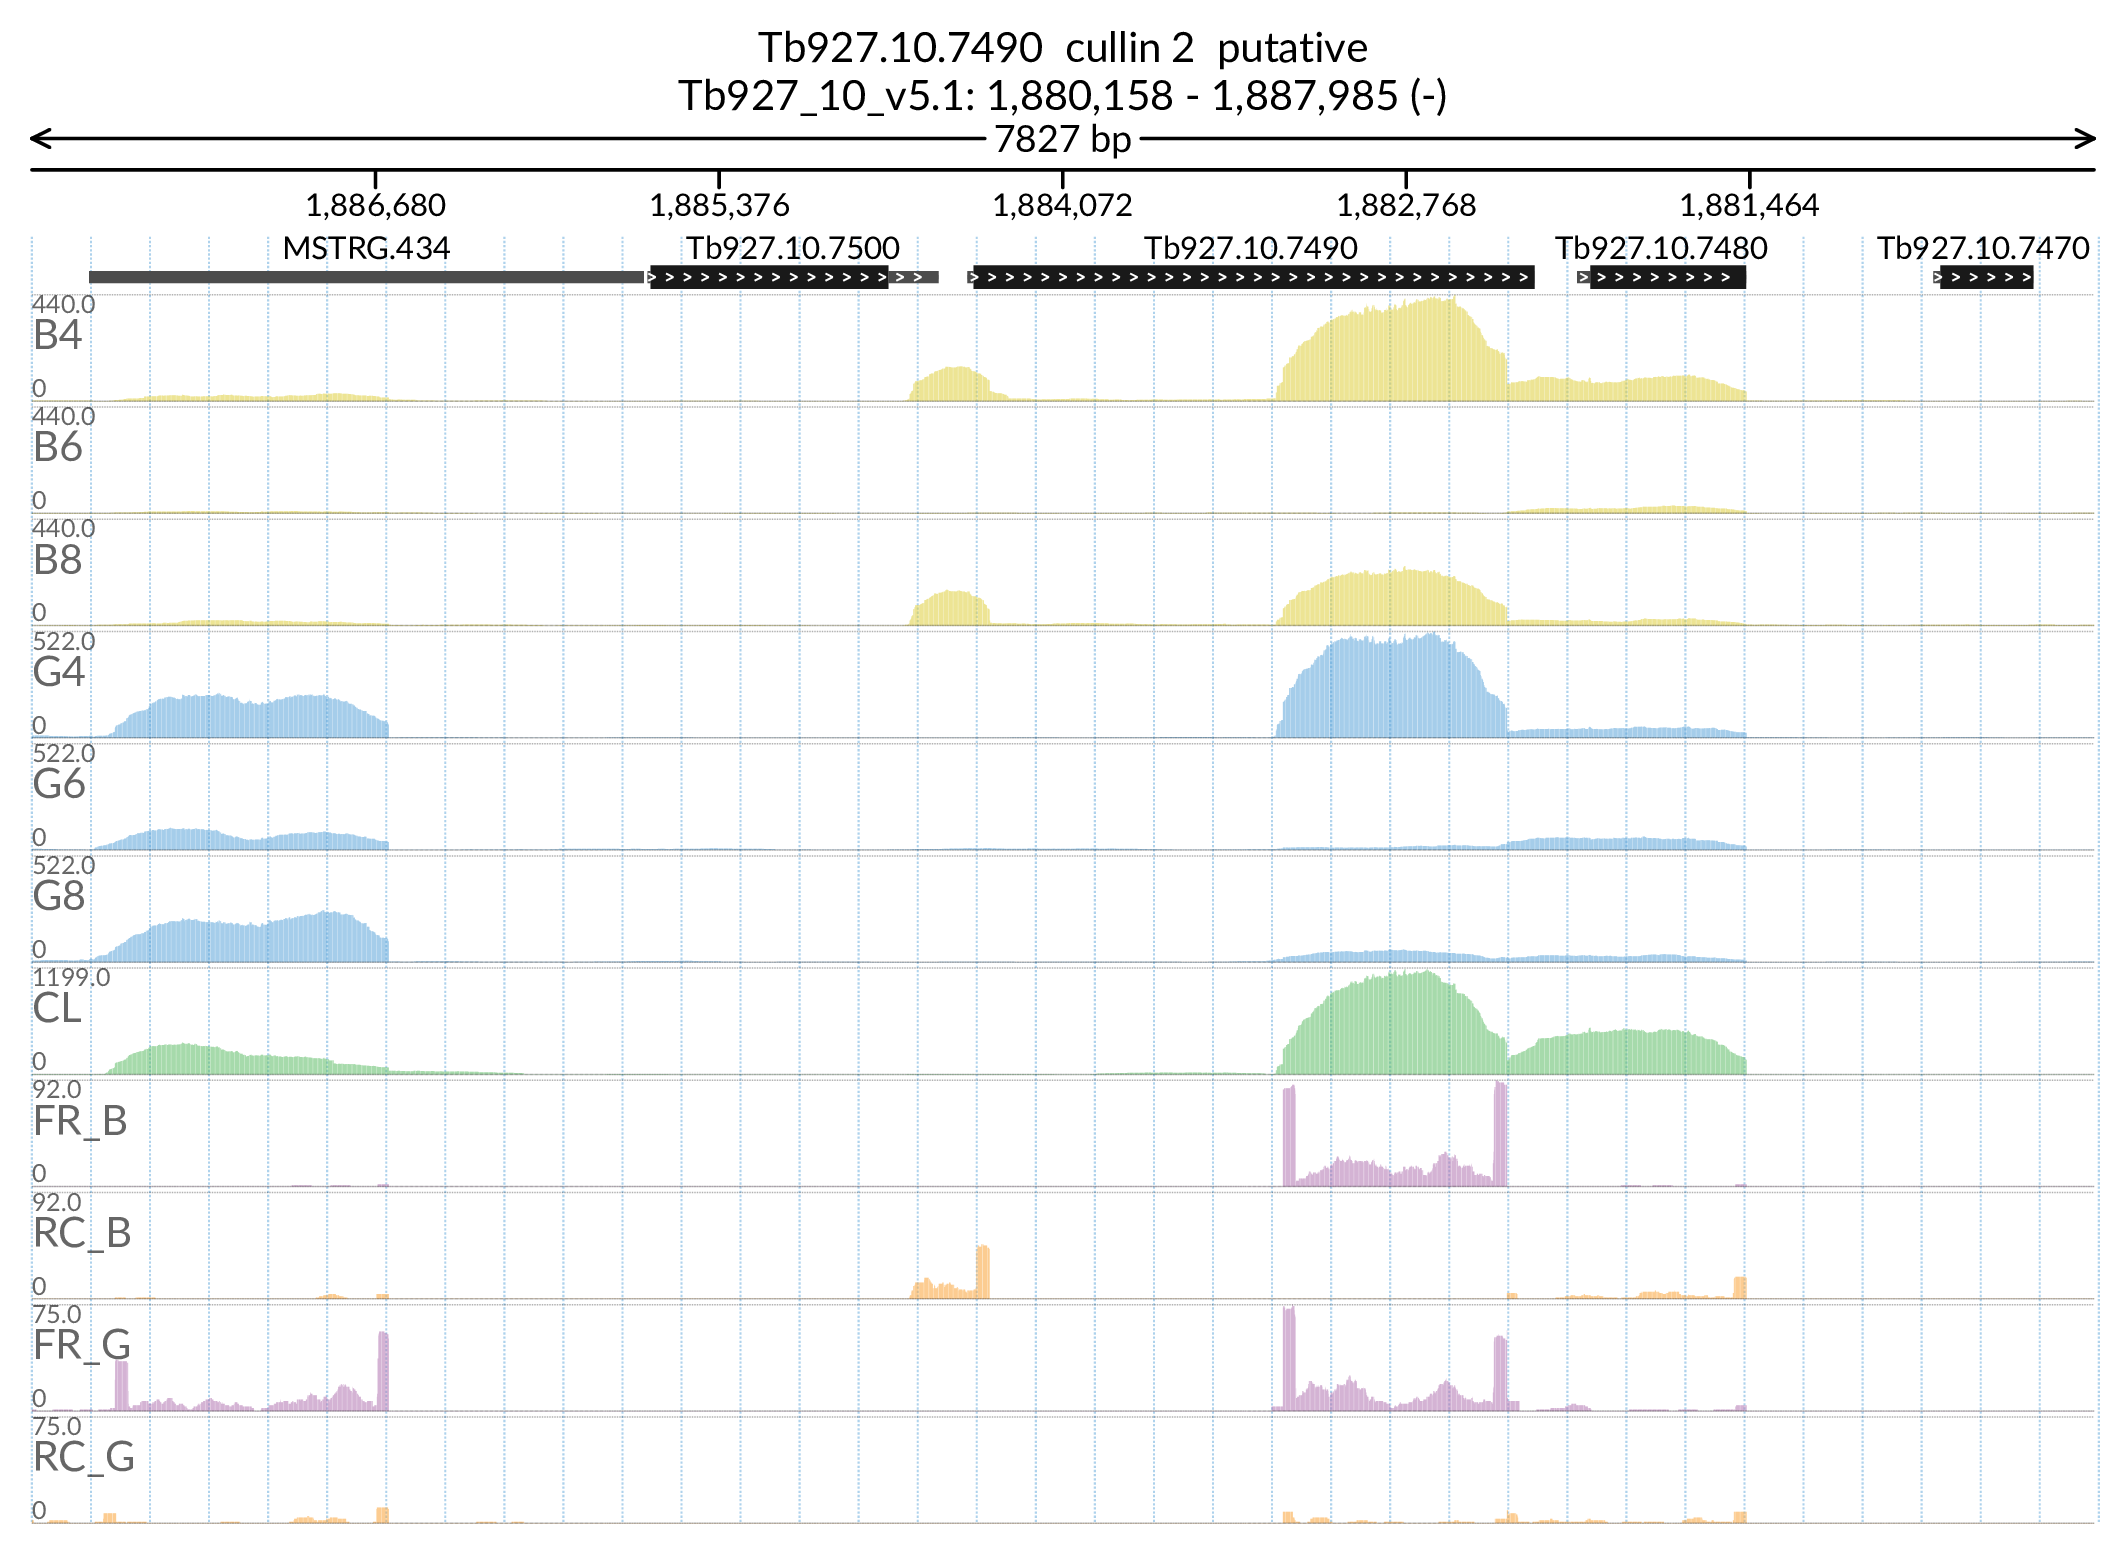 Tb927.10.7490  cullin 2  putative
Tb927_10_v5.1: 1,880,158 - 1,887,985 (-)
7827 bp
1,886,680 1,885,376 1,884,072 1,882,768 1,881,464
MSTRG.434 Tb927.10.7500 Tb927.10.7490 Tb927.10.7480 Tb927.10.7470
440.0
B4
0
440.0
B6
0
440.0
B8
0
522.0
G4
0
522.0
G6
0
522.0
G8
0
1199.0
CL
0
92.0
FR_B
0
92.0
RC_B
0
75.0
FR_G
0
75.0
RC_G
0